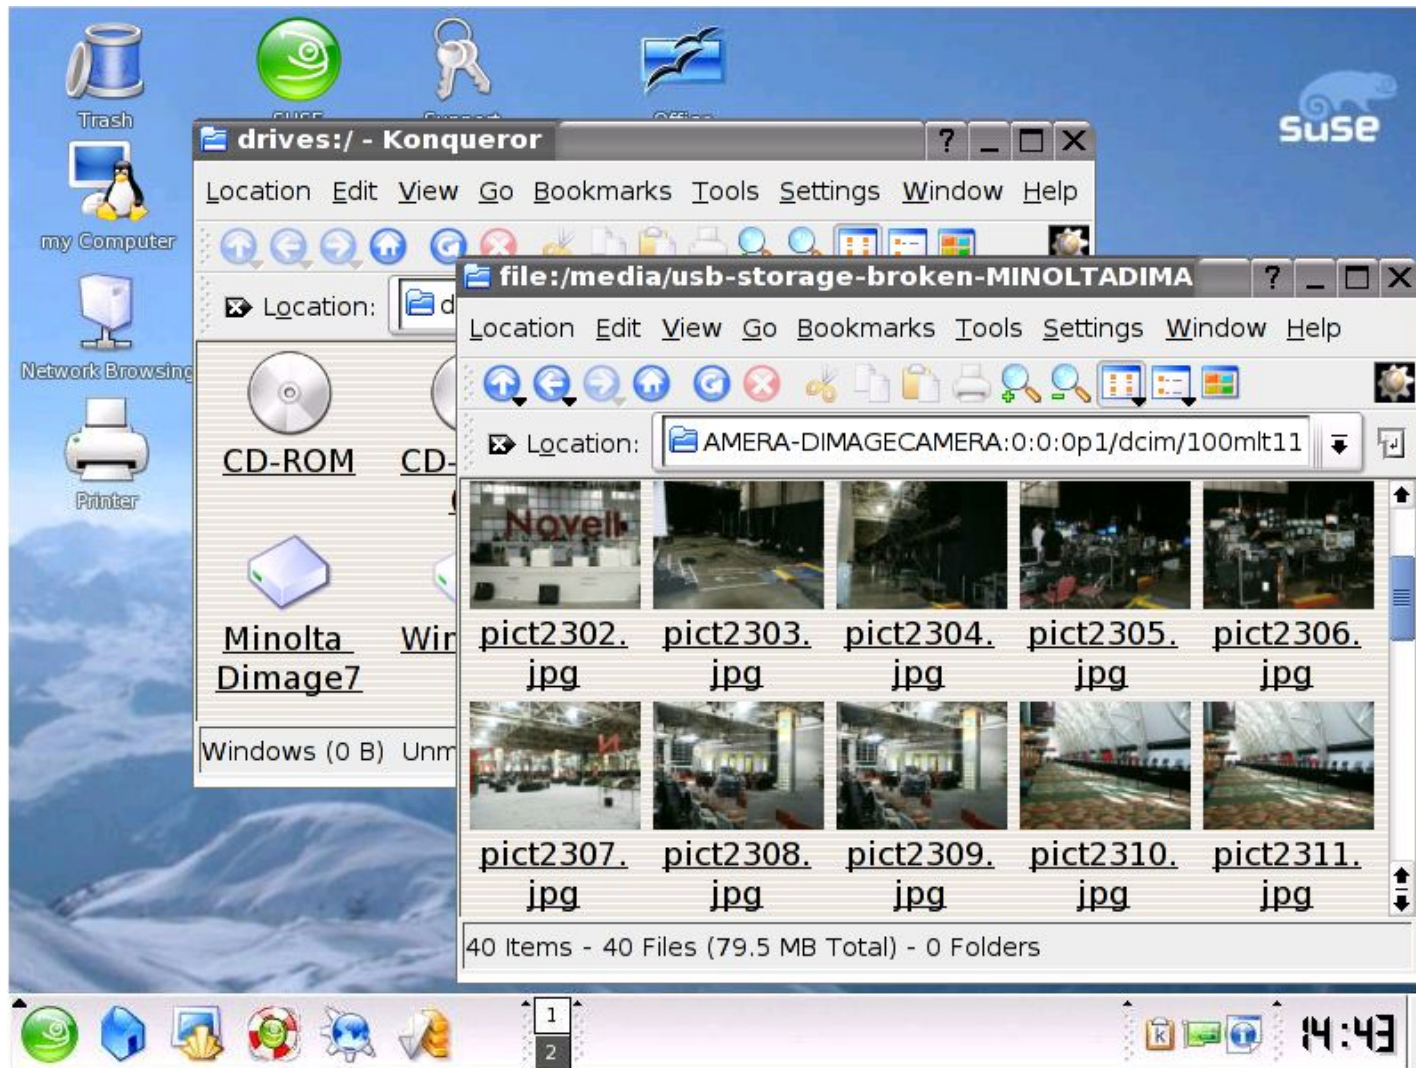 Trash
my Computer
Network Browsing
Printer
SUSE
Support
Office
SUSE
drives:/ - Konqueror
?
Location Edit View Go Bookmarks Tools Settings Window Help
Location:
CD-ROM
Minolta
Dimage7
Windows (0 B)
file:/media/usb-storage-broken-MINOLTADIMA
?
Location Edit View Go Bookmarks Tools Settings Window Help
Location: AMERA-DIMAGECAMERA:0:0:0p1/dcim/100mlt11
Novell
pict2302. pict2303. pict2304. pict2305. pict2306.
jpg jpg jpg jpg jpg
N
pict2307. pict2308. pict2309. pict2310. pict2311.
jpg jpg jpg jpg jpg
40 Items - 40 Files (79.5 MB Total) - 0 Folders
1
2
14:43